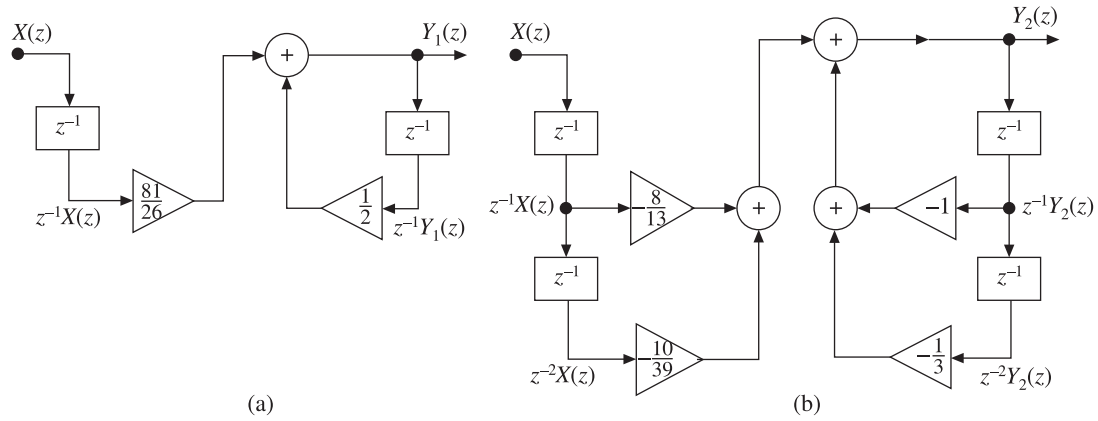 X(z)
Y₁(z)
+
z⁻¹
z⁻¹
81/26
1/2
z⁻¹X(z)
z⁻¹Y₁(z)
(a)
X(z)
Y₂(z)
+
z⁻¹
z⁻¹
z⁻¹X(z)
−8/13
+
+
−1
z⁻¹Y₂(z)
z⁻¹
z⁻¹
−10/39
−1/3
z⁻²X(z)
z⁻²Y₂(z)
(b)